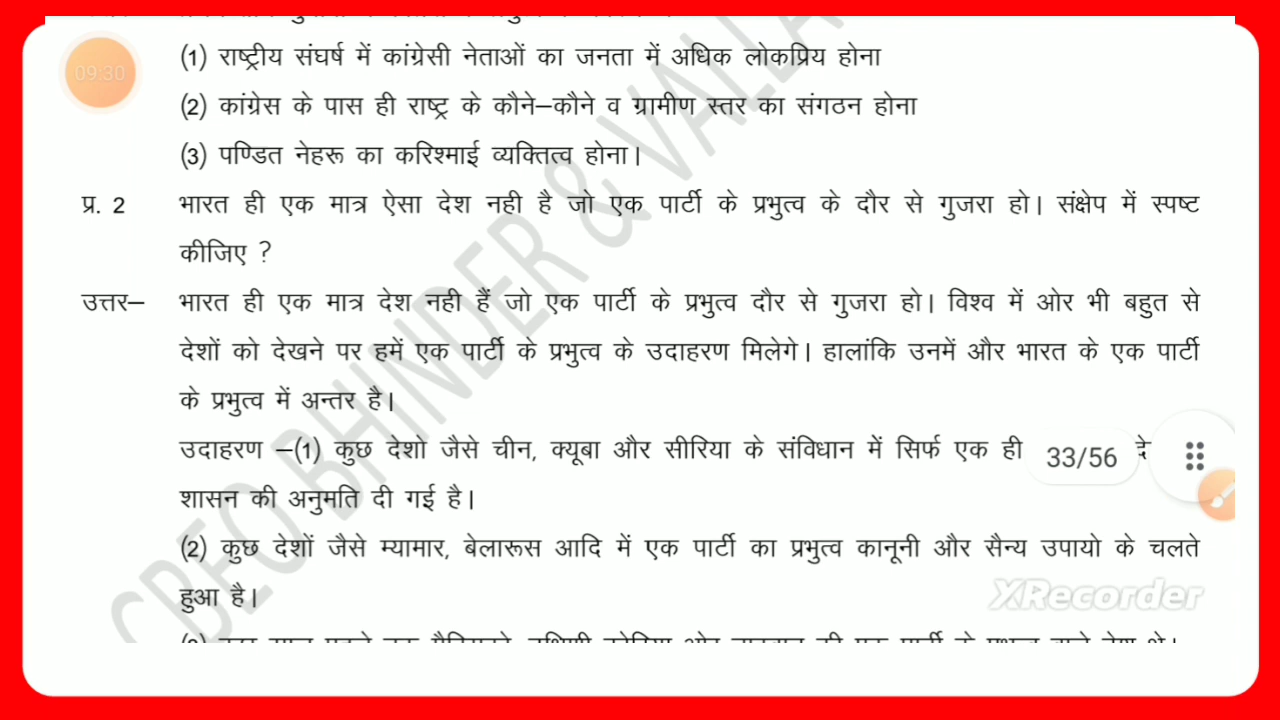 09:30
(1) राष्ट्रीय संघर्ष में कांग्रेसी नेताओं का जनता में अधिक लोकप्रिय होना
(2) कांग्रेस के पास ही राष्ट्र के कौने–कौने व ग्रामीण स्तर का संगठन होना
(3) पण्डित नेहरू का करिश्माई व्यक्तित्व होना।
प्र. 2 भारत ही एक मात्र ऐसा देश नही है जो एक पार्टी के प्रभुत्व के दौर से गुजरा हो। संक्षेप में स्पष्ट
कीजिए ?
उत्तर– भारत ही एक मात्र देश नही हैं जो एक पार्टी के प्रभुत्व दौर से गुजरा हो। विश्व में ओर भी बहुत से
देशों को देखने पर हमें एक पार्टी के प्रभुत्व के उदाहरण मिलेगे। हालांकि उनमें और भारत के एक पार्टी
के प्रभुत्व में अन्तर है।
उदाहरण –(1) कुछ देशो जैसे चीन, क्यूबा और सीरिया के संविधान में सिर्फ एक ही
33/56
शासन की अनुमति दी गई है।
(2) कुछ देशों जैसे म्यामार, बेलारूस आदि में एक पार्टी का प्रभुत्व कानूनी और सैन्य उपायो के चलते
हुआ है।
XRecorder
CBEO BHINDER & VALLA